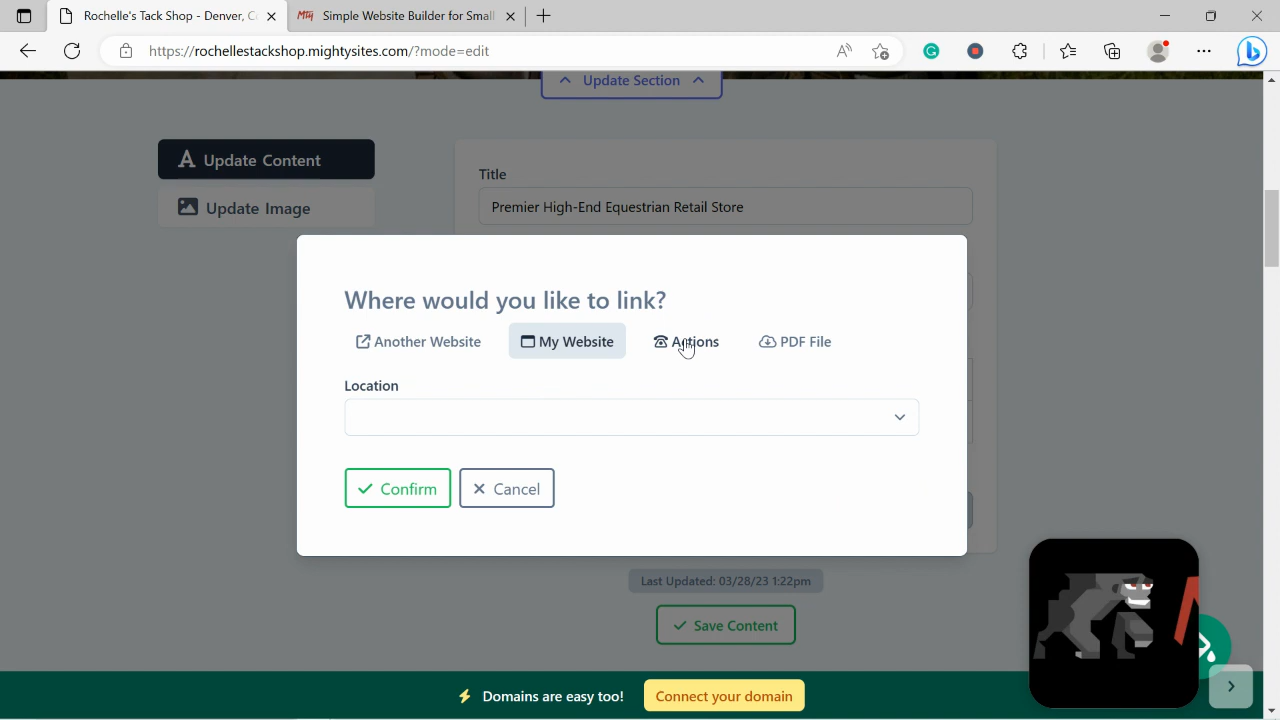 Rochelle's Tack Shop - Denver, C
Simple Website Builder for Small
https://rochellestackshop.mightysites.com/?mode=edit
Update Section
Update Content
Update Image
Title
Premier High-End Equestrian Retail Store
Where would you like to link?
Another Website
My Website
Actions
PDF File
Location
Confirm
Cancel
Last Updated: 03/28/23 1:22pm
Save Content
Domains are easy too!
Connect your domain